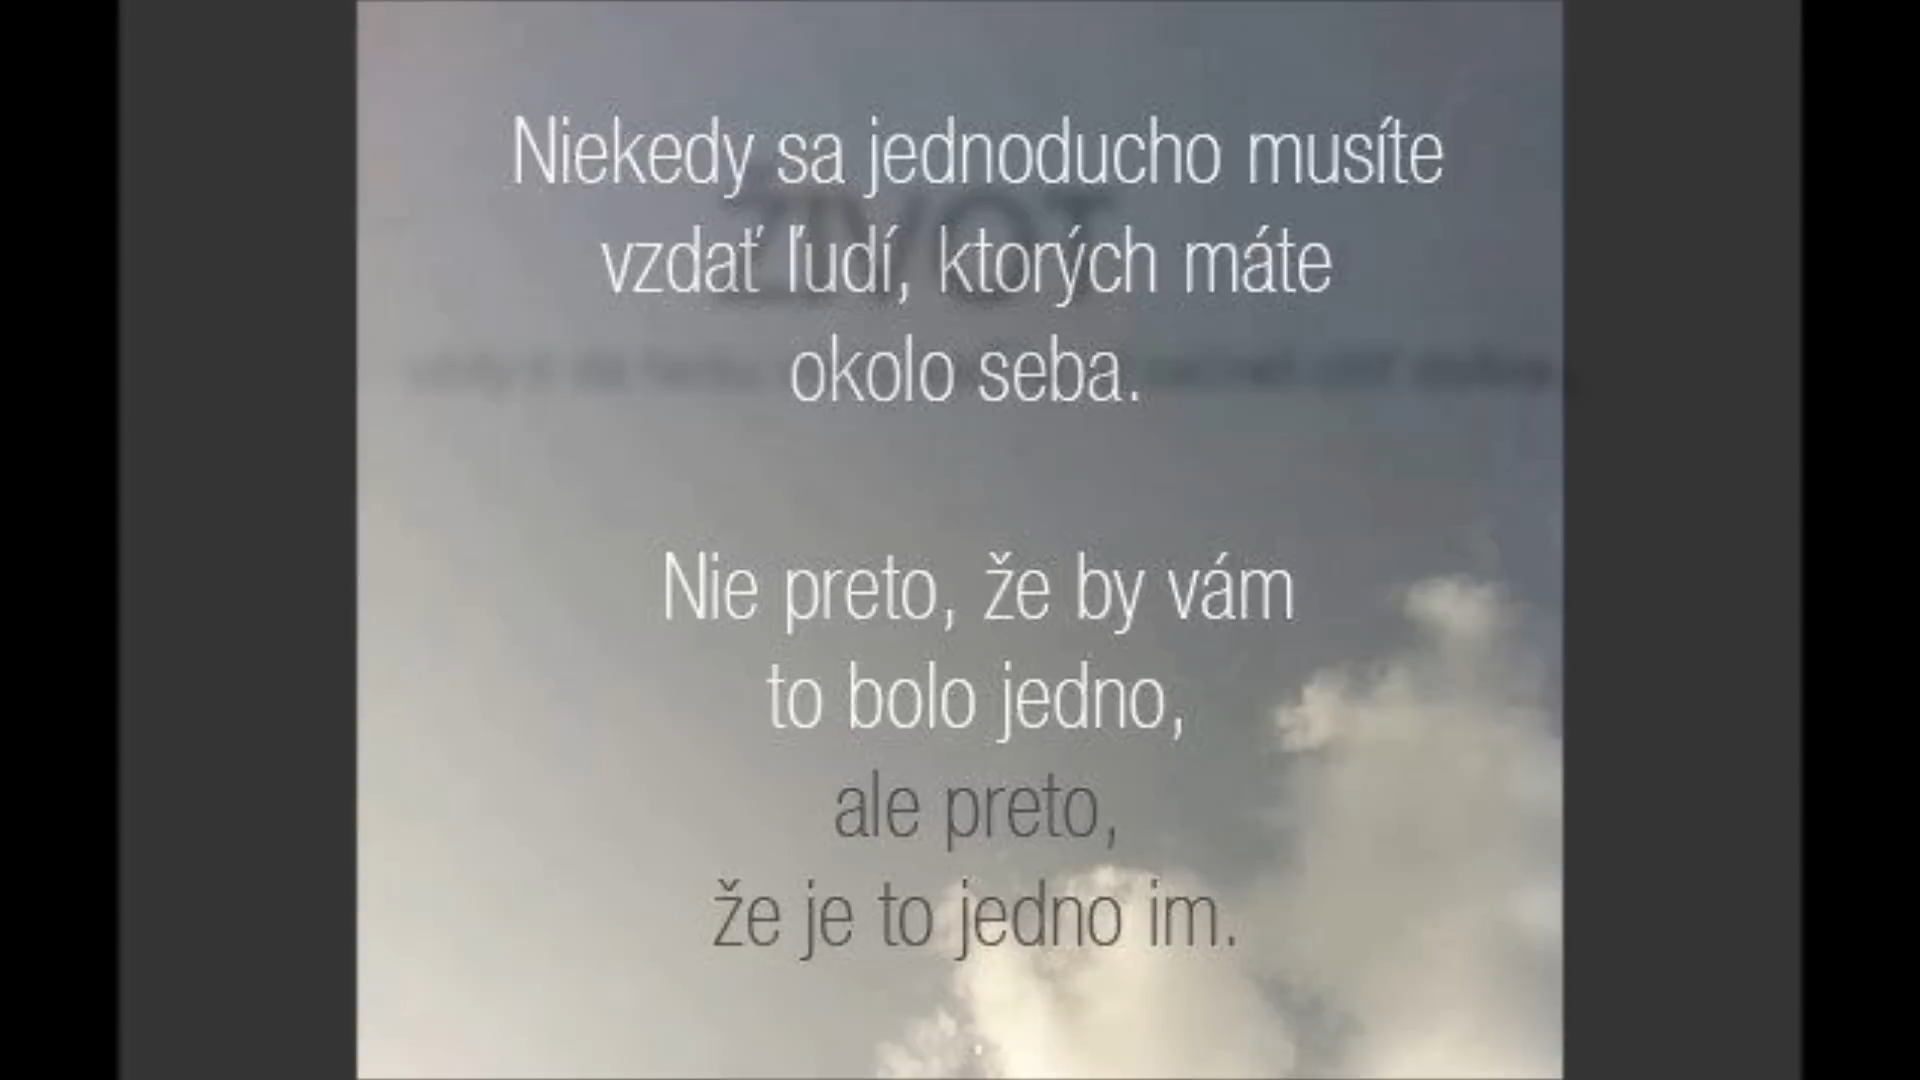 Niekedy sa jednoducho musíte
vzdať ľudí, ktorých máte
okolo seba.
Nie preto, že by vám
to bolo jedno,
ale preto,
že je to jedno im.
ŽIVOT